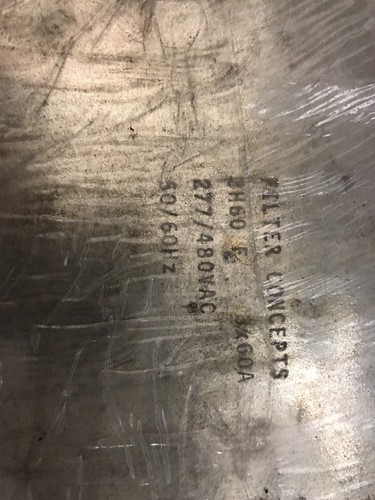 FILTER CONCEPTS
277/480VAC
50/60Hz